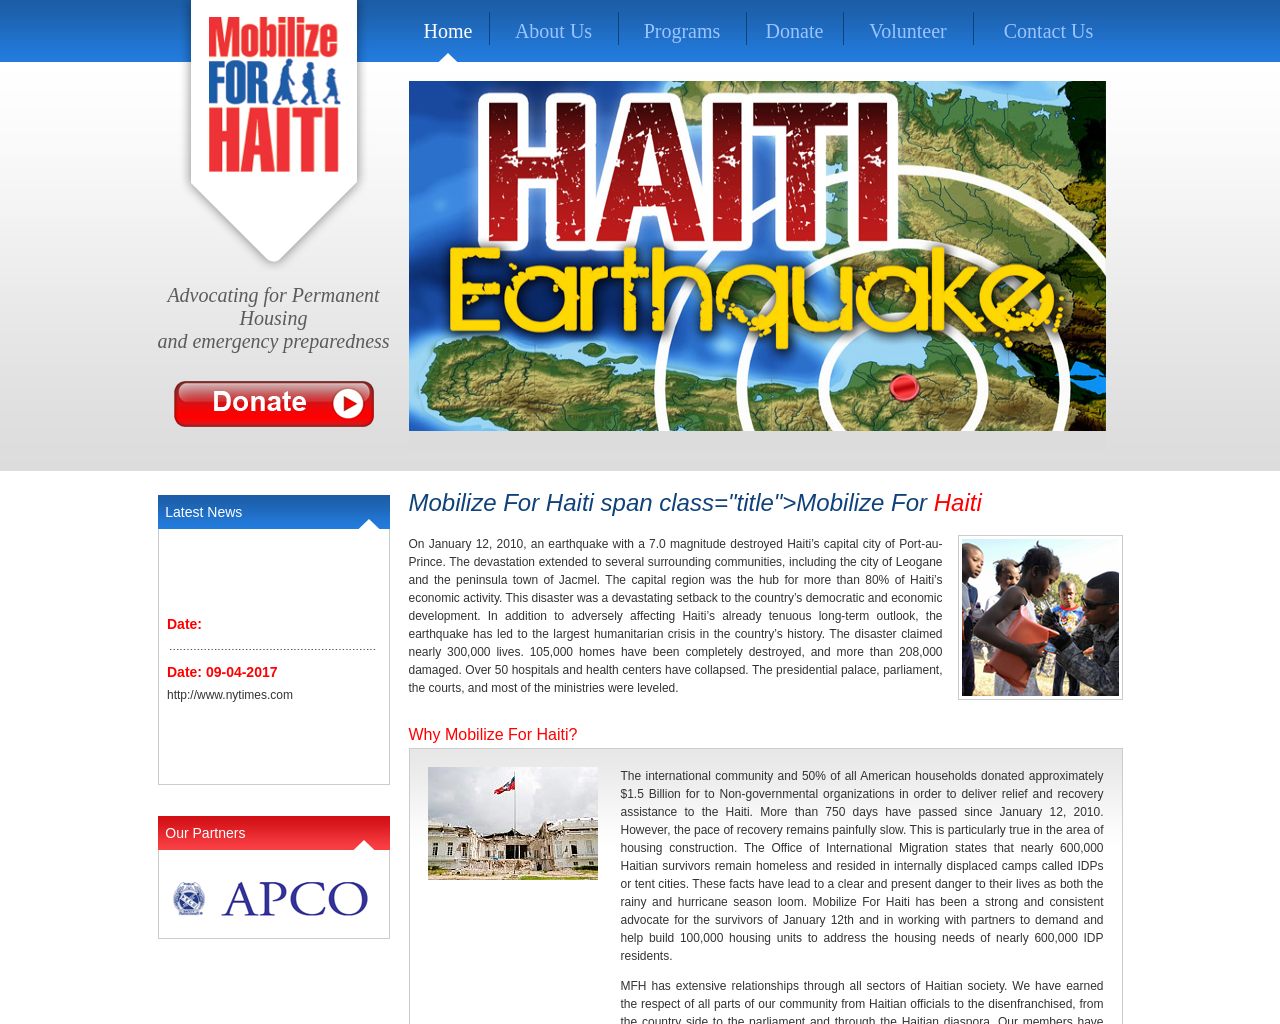 Mobilize
FOR
HAITI
Home
About Us
Programs
Donate
Volunteer
Contact Us
HAITI
Earthquake
Advocating for Permanent
Housing
and emergency preparedness
Donate
Latest News
Date:
Date: 09-04-2017
http://www.nytimes.com
Our Partners
APCO
Mobilize For Haiti span class="title">Mobilize For Haiti
On January 12, 2010, an earthquake with a 7.0 magnitude destroyed Haiti’s capital city of Port-au-
Prince. The devastation extended to several surrounding communities, including the city of Leogane
and the peninsula town of Jacmel. The capital region was the hub for more than 80% of Haiti’s
economic activity. This disaster was a devastating setback to the country’s democratic and economic
development. In addition to adversely affecting Haiti’s already tenuous long-term outlook, the
earthquake has led to the largest humanitarian crisis in the country’s history. The disaster claimed
nearly 300,000 lives. 105,000 homes have been completely destroyed, and more than 208,000
damaged. Over 50 hospitals and health centers have collapsed. The presidential palace, parliament,
the courts, and most of the ministries were leveled.
Why Mobilize For Haiti?
The international community and 50% of all American households donated approximately
$1.5 Billion for to Non-governmental organizations in order to deliver relief and recovery
assistance to the Haiti. More than 750 days have passed since January 12, 2010.
However, the pace of recovery remains painfully slow. This is particularly true in the area of
housing construction. The Office of International Migration states that nearly 600,000
Haitian survivors remain homeless and resided in internally displaced camps called IDPs
or tent cities. These facts have lead to a clear and present danger to their lives as both the
rainy and hurricane season loom. Mobilize For Haiti has been a strong and consistent
advocate for the survivors of January 12th and in working with partners to demand and
help build 100,000 housing units to address the housing needs of nearly 600,000 IDP
residents.
MFH has extensive relationships through all sectors of Haitian society. We have earned
the respect of all parts of our community from Haitian officials to the disenfranchised, from
the country side to the parliament and through the Haitian diaspora. Our members have